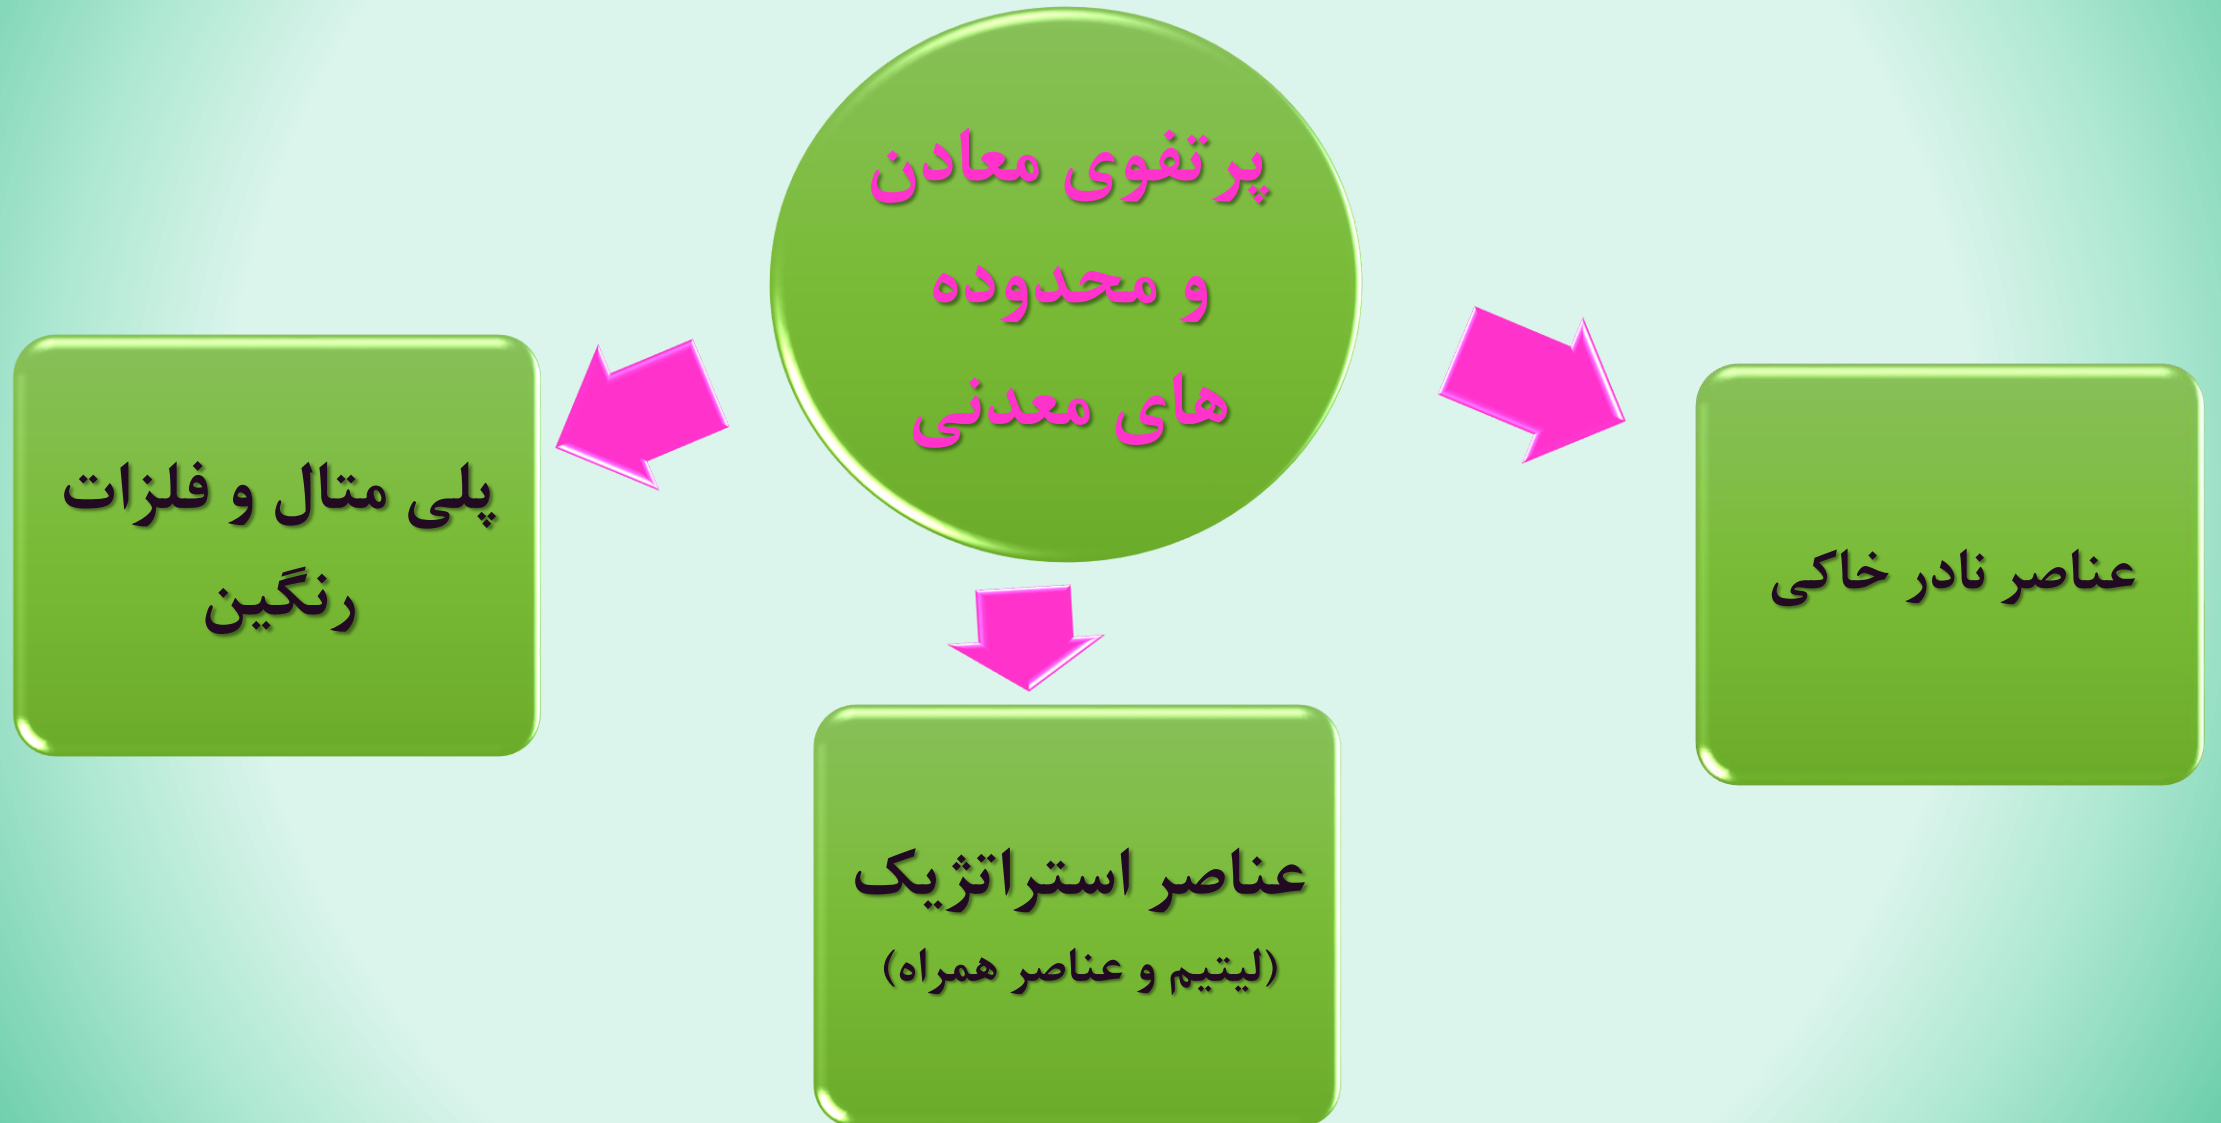 پرتفوی معادن
و محدوده
های معدنی
عناصر نادر خاکی
عناصر استراتژیک
(لیتیم و عناصر همراه)
پلی متال و فلزات
رنگین